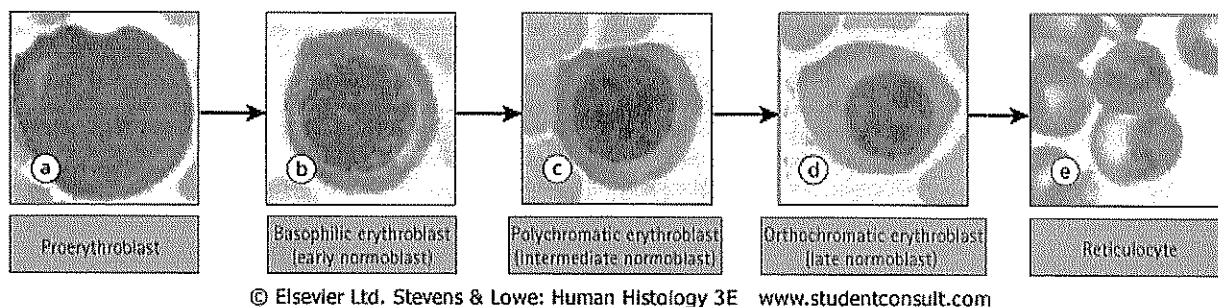 a
b
c
d
e
Proerythroblast
Basophilic erythroblast
(early normoblast)
Polychromatic erythroblast
(intermediate normoblast)
Orthochromatic erythroblast
(late normoblast)
Reticulocyte
© Elsevier Ltd. Stevens & Lowe: Human Histology 3E www.studentconsult.com